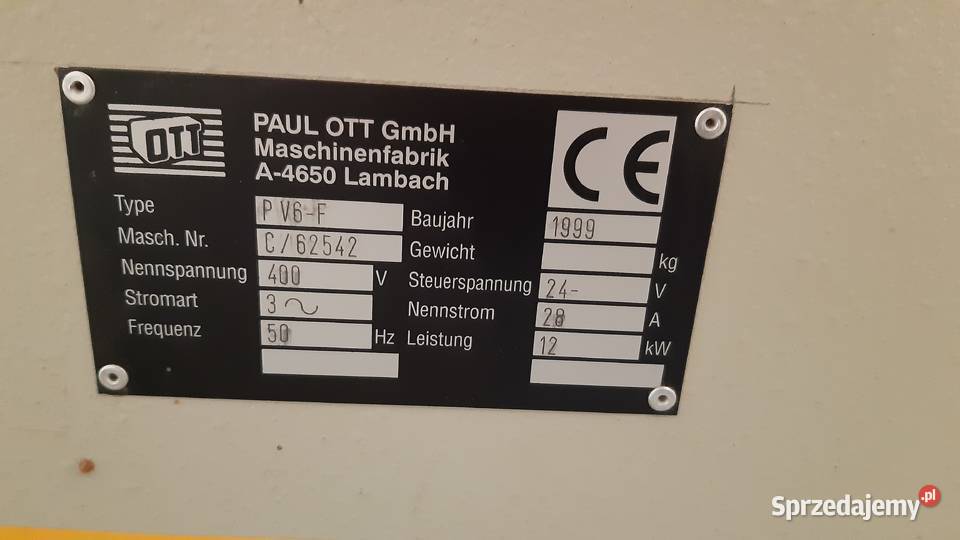 OTT
PAUL OTT GmbH
Maschinenfabrik
A-4650 Lambach
CE
Type PV6-F
Baujahr 1999
Masch. Nr. C/62542
Gewicht kg
Nennspannung 400 V
Steuerspannung 24- V
Stromart 3~
Nennstrom 28 A
Frequenz 50 Hz
Leistung 12 kW
Sprzedajemy.pl